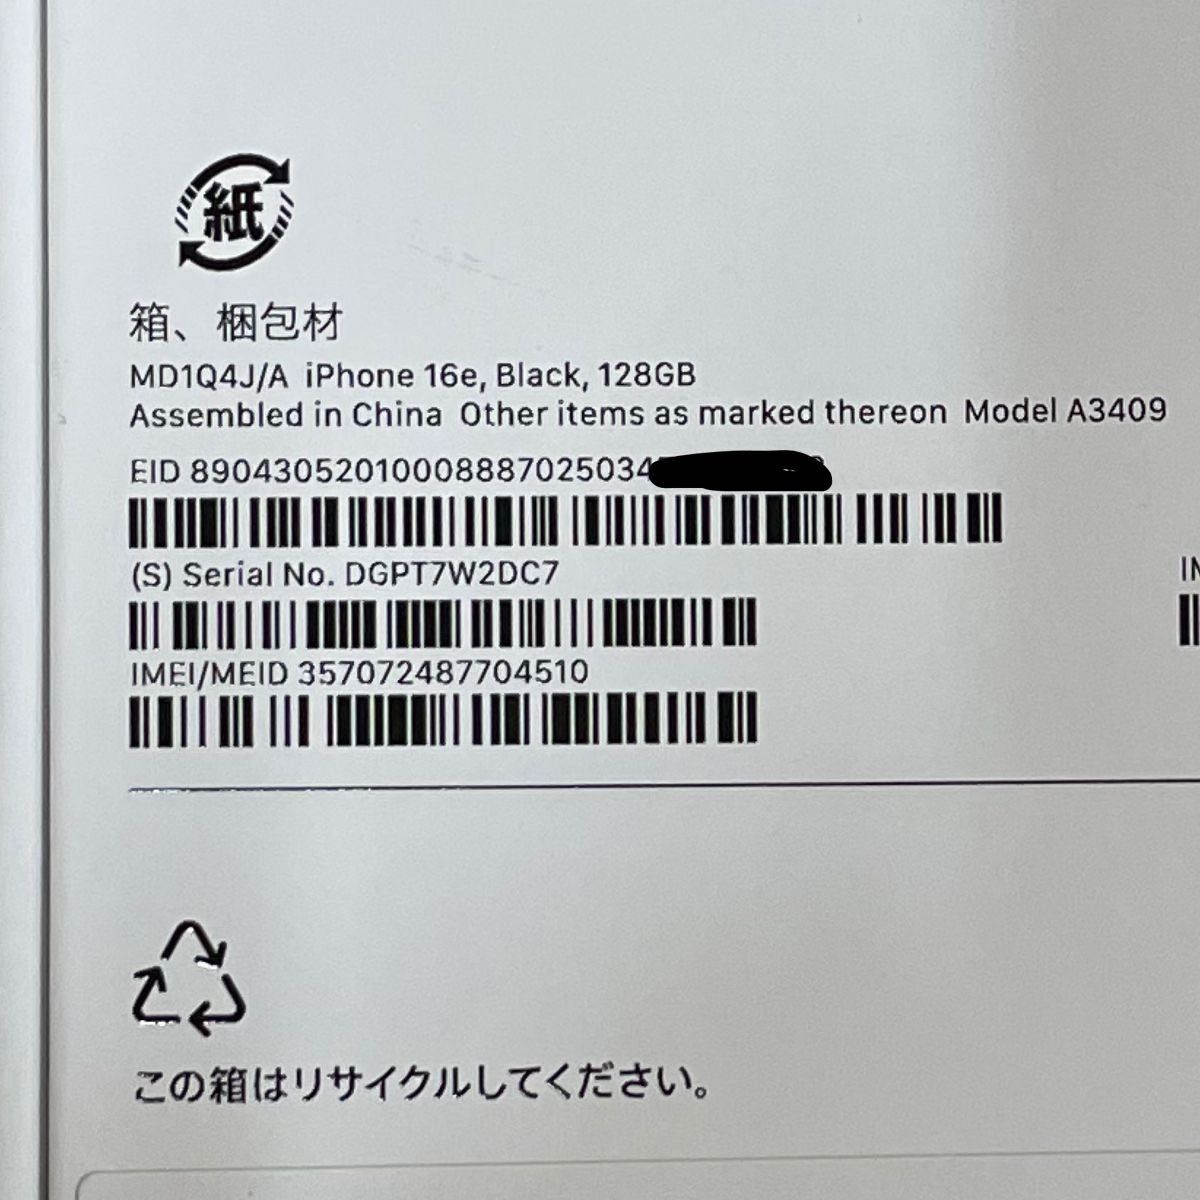 紙
箱、梱包材
MD1Q4J/A iPhone 16e, Black, 128GB
Assembled in China Other items as marked thereon Model A3409
EID 89043052010008887025034
(S) Serial No. DGPT7W2DC7
IMEI/MEID 357072487704510
この箱はリサイクルしてください。